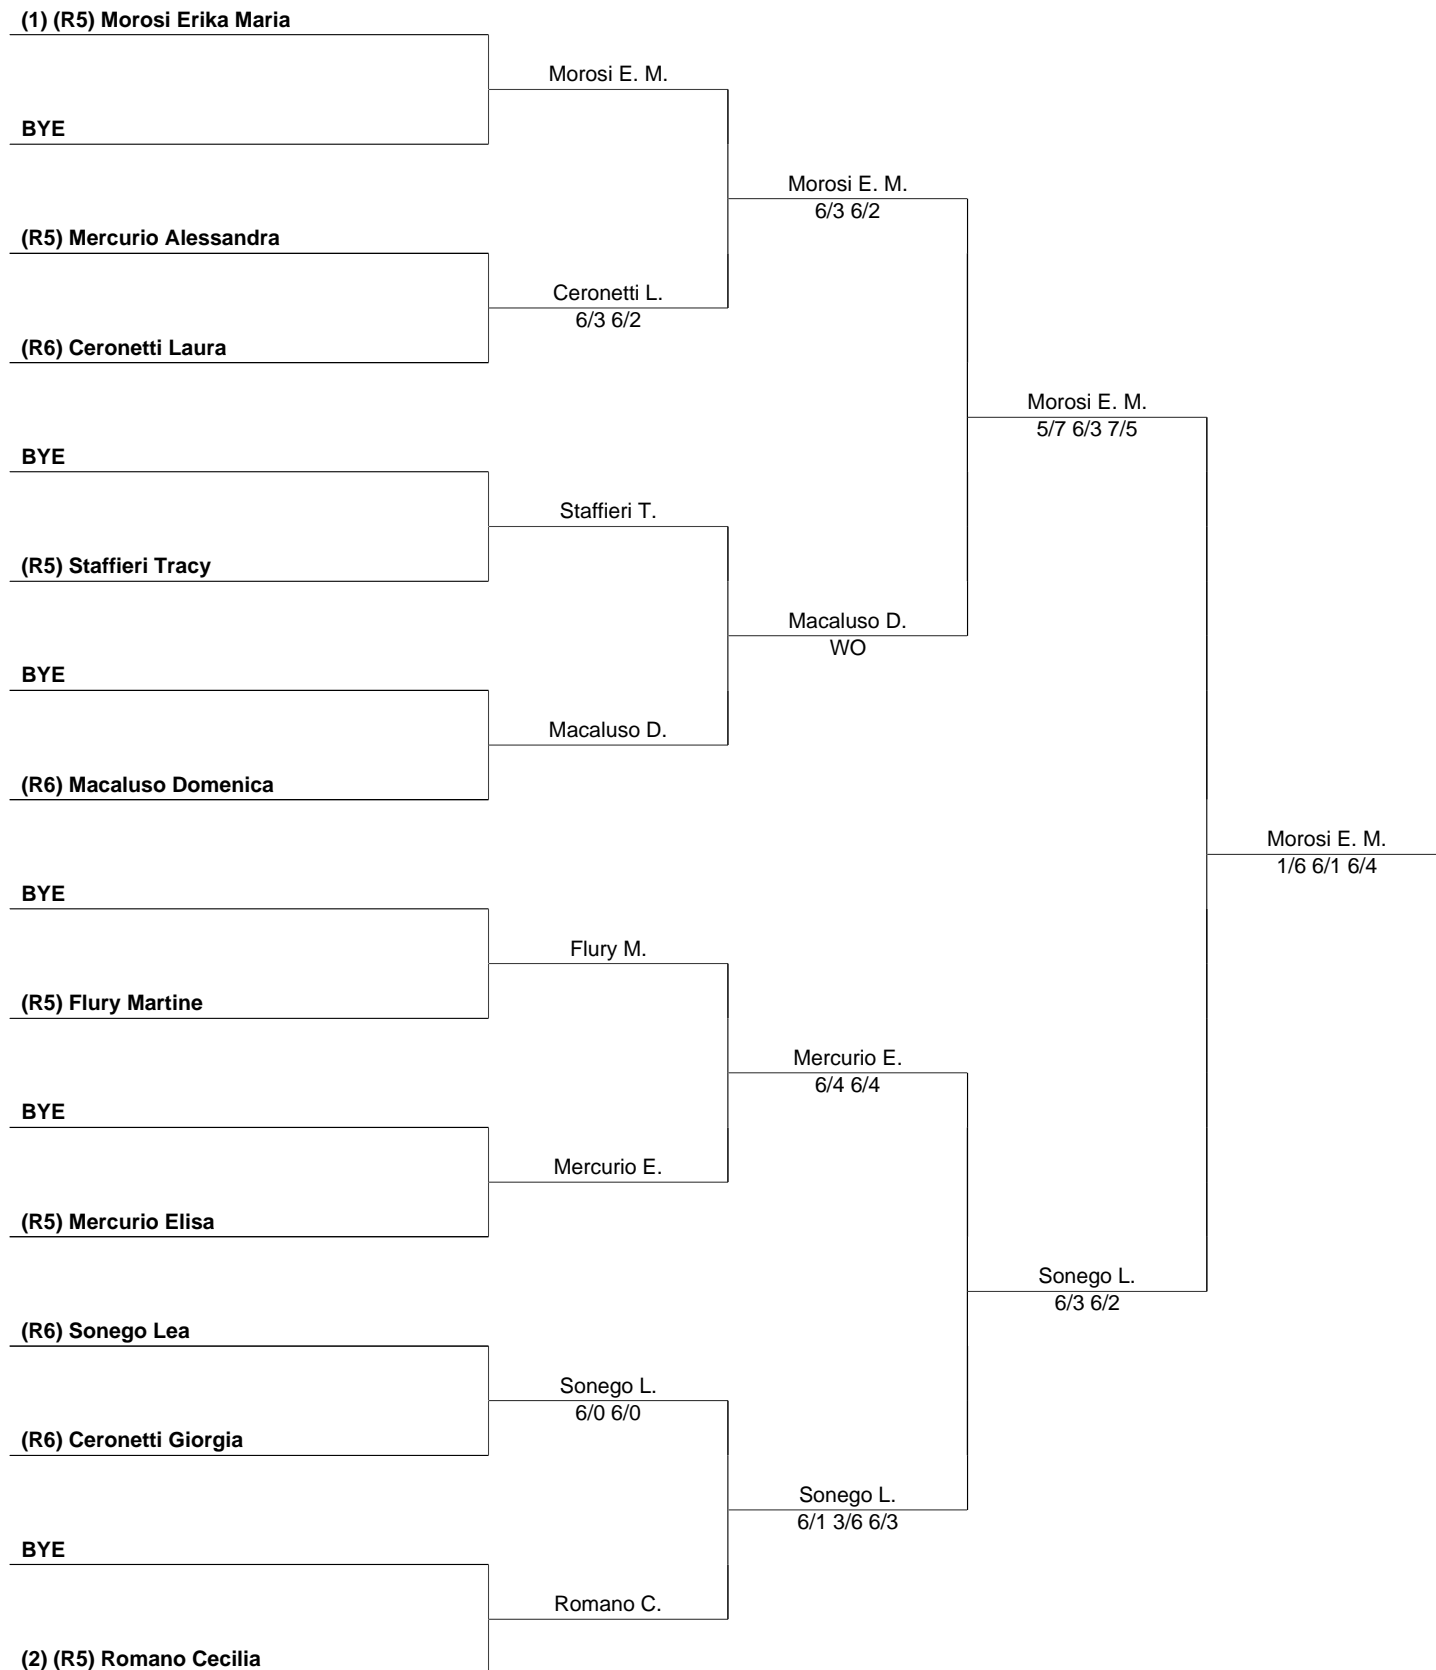 (1) (R5) Morosi Erika Maria
Morosi E. M.
BYE
Morosi E. M.
6/3 6/2
(R5) Mercurio Alessandra
Ceronetti L.
6/3 6/2
(R6) Ceronetti Laura
Morosi E. M.
5/7 6/3 7/5
BYE
Staffieri T.
(R5) Staffieri Tracy
Macaluso D.
WO
BYE
Macaluso D.
(R6) Macaluso Domenica
Morosi E. M.
1/6 6/1 6/4
BYE
Flury M.
(R5) Flury Martine
Mercurio E.
6/4 6/4
BYE
Mercurio E.
(R5) Mercurio Elisa
Sonego L.
6/3 6/2
(R6) Sonego Lea
Sonego L.
6/0 6/0
(R6) Ceronetti Giorgia
Sonego L.
6/1 3/6 6/3
BYE
Romano C.
(2) (R5) Romano Cecilia